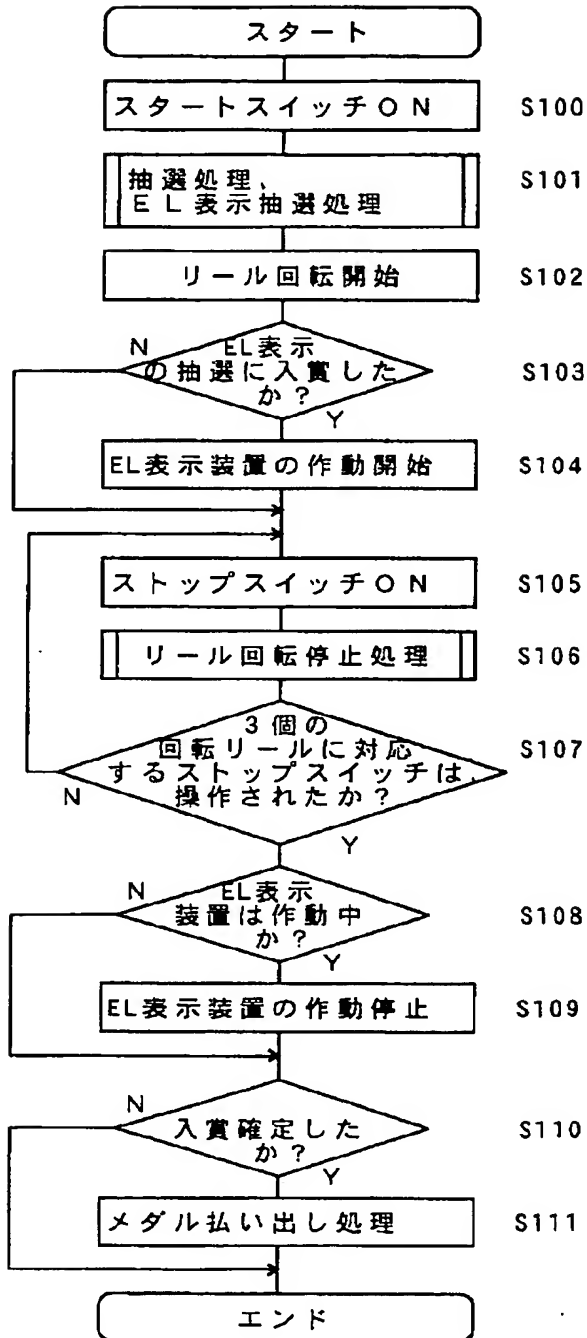 スタート
スタートスイッチON S100
抽選処理、 S101
EL表示抽選処理
リール回転開始 S102
N
EL表示
の抽選に入賞した S103
か?
Y
EL表示装置の作動開始 S104
ストップスイッチON S105
リール回転停止処理 S106
3個の
回転リールに対応 S107
するストップスイッチは、
操作されたか?
N
Y
N
EL表示
装置は作動中 S108
か?
Y
EL表示装置の作動停止 S109
N
入賞確定した S110
か?
Y
メダル払い出し処理 S111
エンド